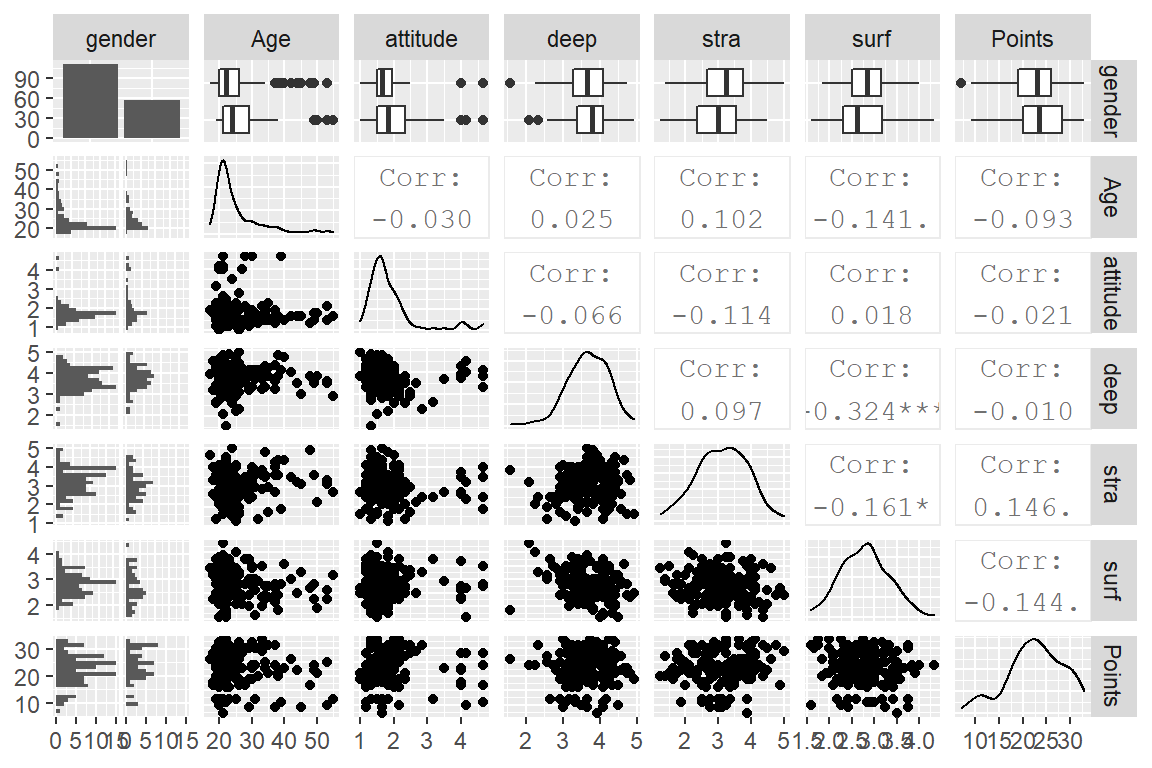 gender Age attitude deep stra surf Points
90
60
30
0
gender
50
40
30
20
Corr: Corr: Corr: Corr: Corr:
-0.030 0.025 0.102 -0.141. -0.093
Age
4
3
2
1
Corr: Corr: Corr: Corr:
-0.066 -0.114 0.018 -0.021
attitude
5
4
3
2
Corr: Corr: Corr:
0.097 -0.324*** -0.010
deep
5
4
3
2
1
Corr: Corr:
-0.161* 0.146.
stra
4
3
2
Corr:
-0.144.
surf
30
20
10
Points
0 5 10 15 0 5 10 15 20 30 40 50 1 2 3 4 2 3 4 5 2 3 4 5 1.5 2.0 2.5 3.0 3.5 4.0 10 15 20 25 30